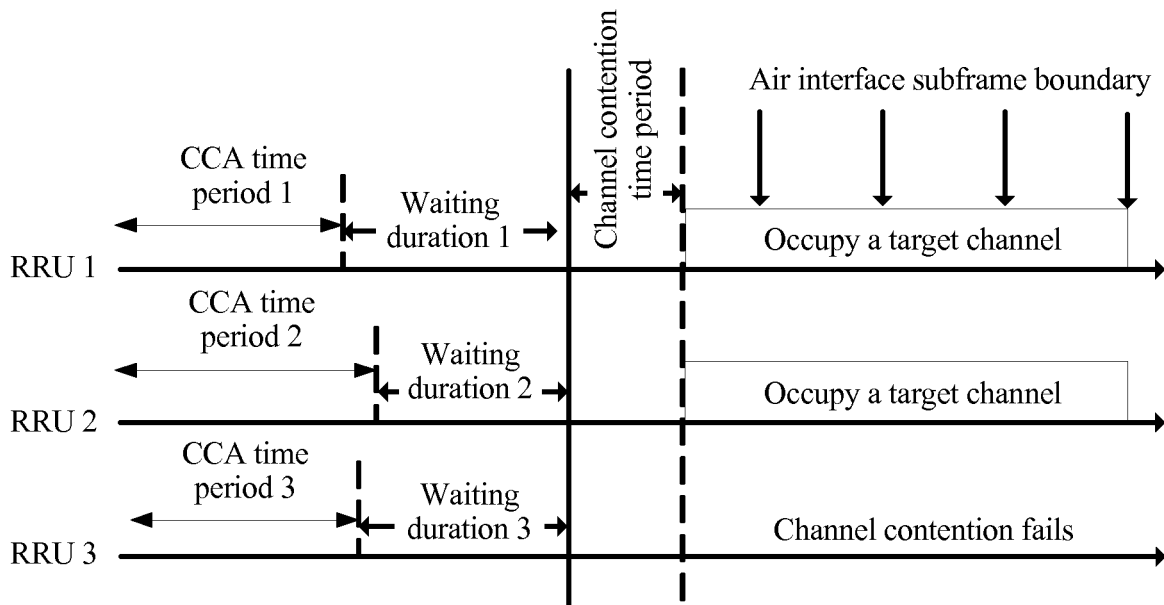 Channel contention
time period
Air interface subframe boundary
CCA time
period 1
Waiting
duration 1
Occupy a target channel
RRU 1
CCA time
period 2
Waiting
duration 2
Occupy a target channel
RRU 2
CCA time
period 3
Waiting
duration 3
Channel contention fails
RRU 3